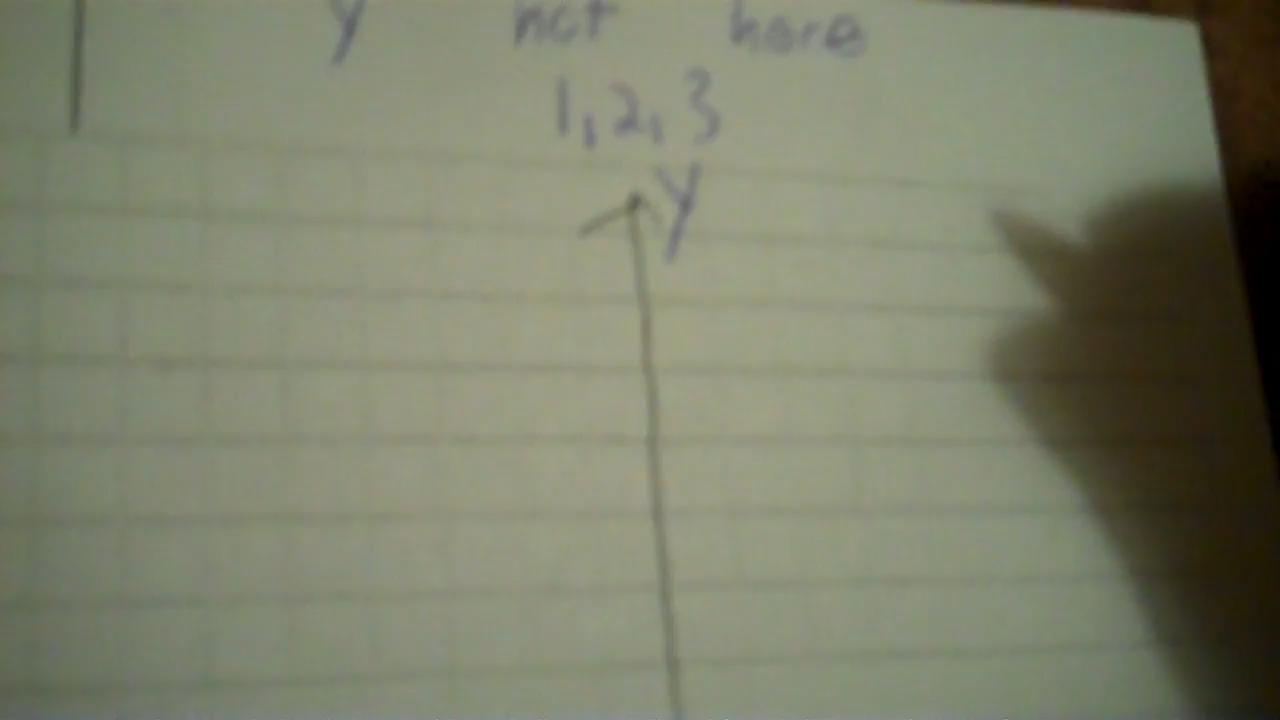 y not here
1, 2, 3
y